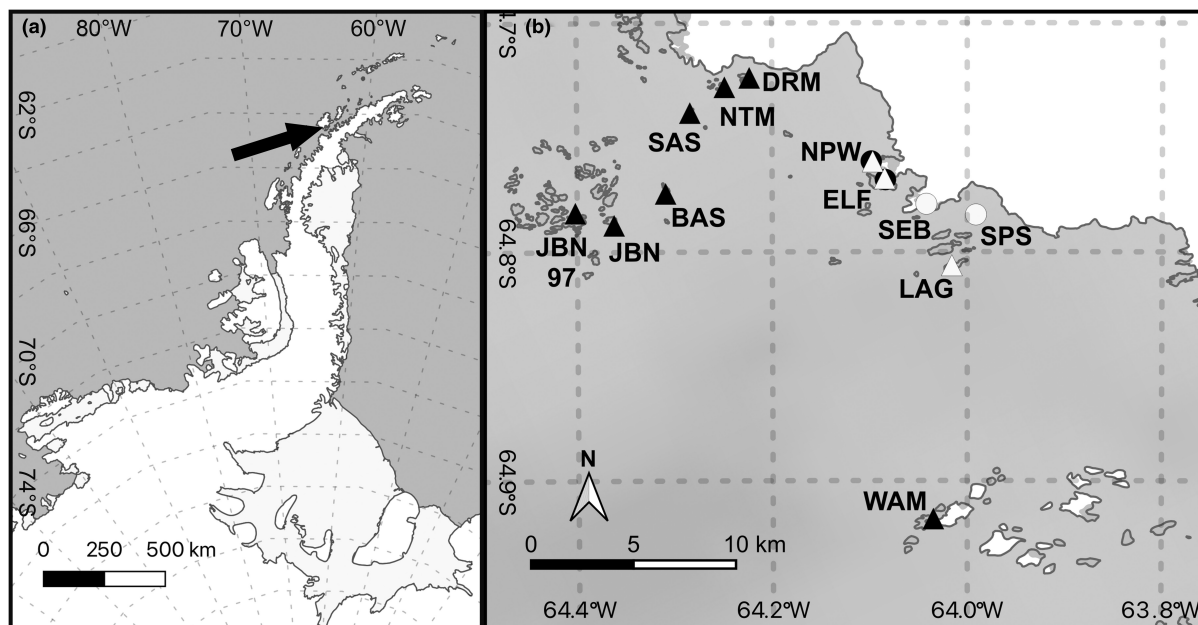 (a)
80°W
70°W
60°W
62°S
66°S
70°S
74°S
0
250
500 km
(b)
64.7°S
DRM
NTM
SAS
NPW
ELF
BAS
SEB
SPS
JBN
97
JBN
64.8°S
LAG
N
64.9°S
WAM
0
5
10 km
64.4°W
64.2°W
64.0°W
63.8°W